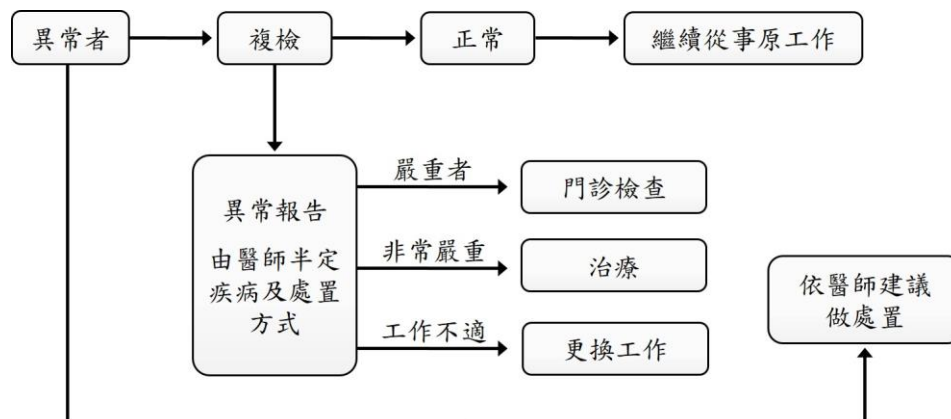 異常者
複檢
正常
繼續從事原工作
異常報告
由醫師半定
疾病及處置
方式
嚴重者
門診檢查
非常嚴重
治療
工作不適
更換工作
依醫師建議
做處置